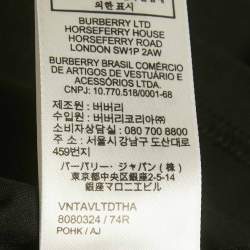 의한 표시
BURBERRY LTD
HORSEFERRY HOUSE
HORSEFERRY ROAD
LONDON SW1P 2AW
BURBERRY BRASIL COMÉRCIO
DE ARTIGOS DE VESTUÁRIO E
ACESSÓRIOS LTDA.
CNPJ: 10.770.518/0001-68
제조원 : 버버리
수입원 : 버버리코리아㈜
소비자상담실: 080 700 8800
주소: 서울시 강남구 도산대로
459번지
バーバリー・ジャパン(株)
東京都中央区銀座2-5-14
銀座マロニエビル
VNTAVLTDTHA
8080324 / 74R
POHK / AJ